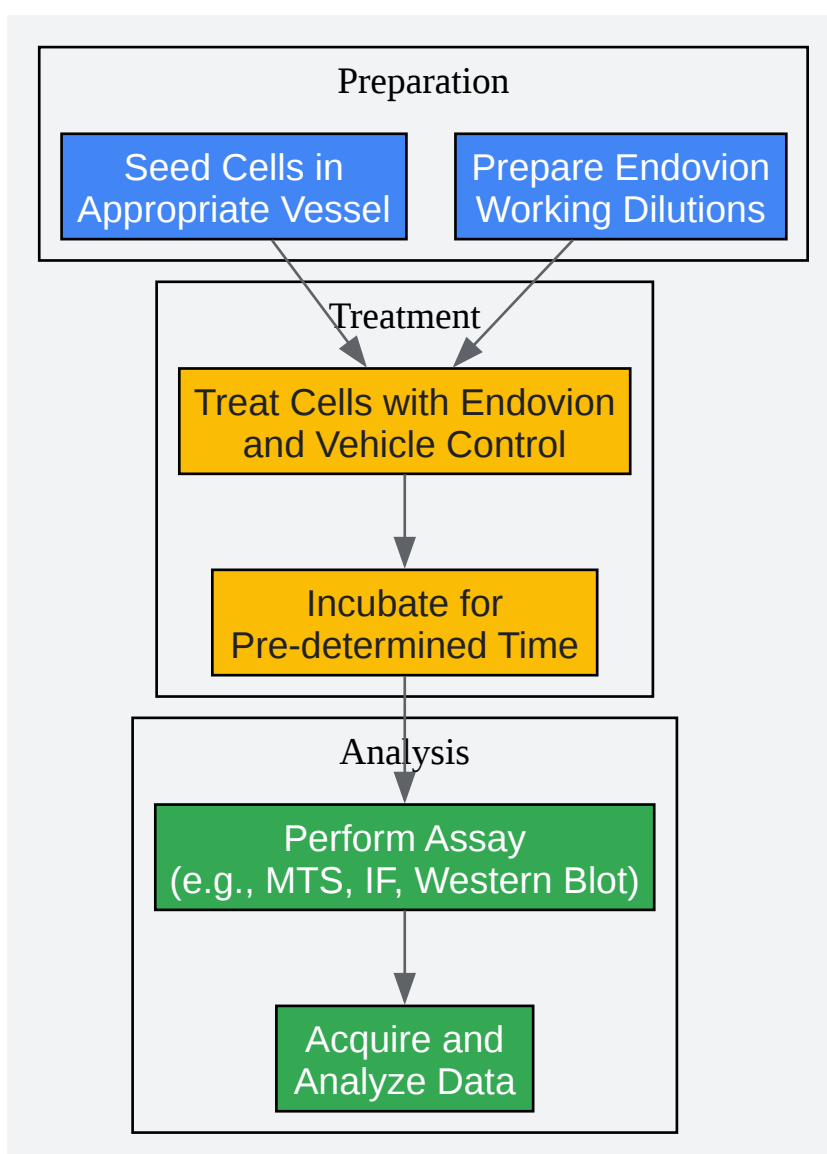 Preparation
Seed Cells in
Appropriate Vessel
Prepare Endovion
Working Dilutions
Treatment
Treat Cells with Endovion
and Vehicle Control
Incubate for
Pre-determined Time
Analysis
Perform Assay
(e.g., MTS, IF, Western Blot)
Acquire and
Analyze Data